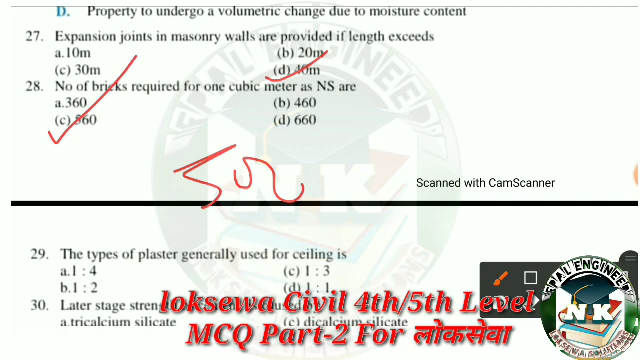 D. Property to undergo a volumetric change due to moisture content
27. Expansion joints in masonry walls are provided if length exceeds
a.10m (b) 20m
(c) 30m (d) 40m
28. No of bricks required for one cubic meter as NS are
a.360 (b) 460
(c) 560 (d) 660
Scanned with CamScanner
29. The types of plaster generally used for ceiling is
a.1 : 4 (c) 1 : 3
b.1 : 2 (d) 1 : 1.
30. Later stage
a.tricalcium silicate (c) dicalcium silicate
loksewa Civil 4th/5th Level
MCQ Part-2 For लोकसेवा
NEPAL ENGINEER
NK